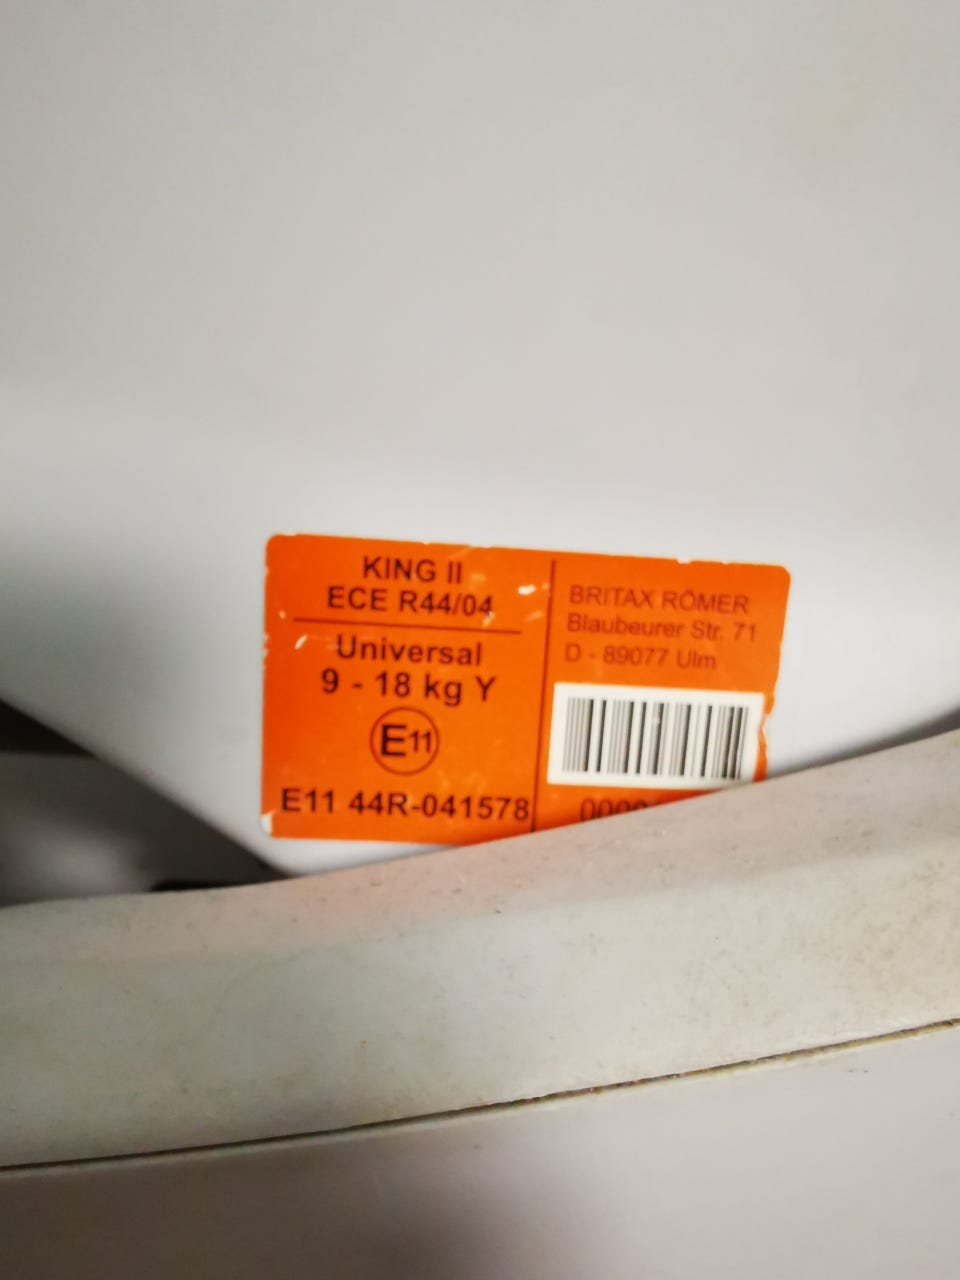 KING II
ECE R44/04
Universal
9 - 18 kg Y
E11
E11 44R-041578
BRITAX RÖMER
Blaubeurer Str. 71
D - 89077 Ulm